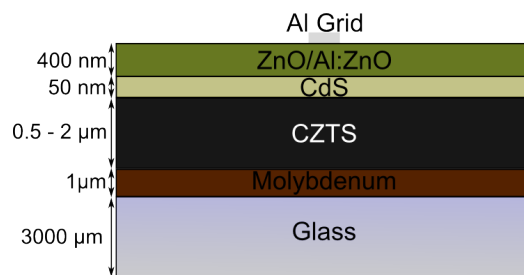 Al Grid
400 nm
ZnO/Al:ZnO
50 nm
CdS
0.5 - 2 μm
CZTS
1μm
Molybdenum
3000 μm
Glass